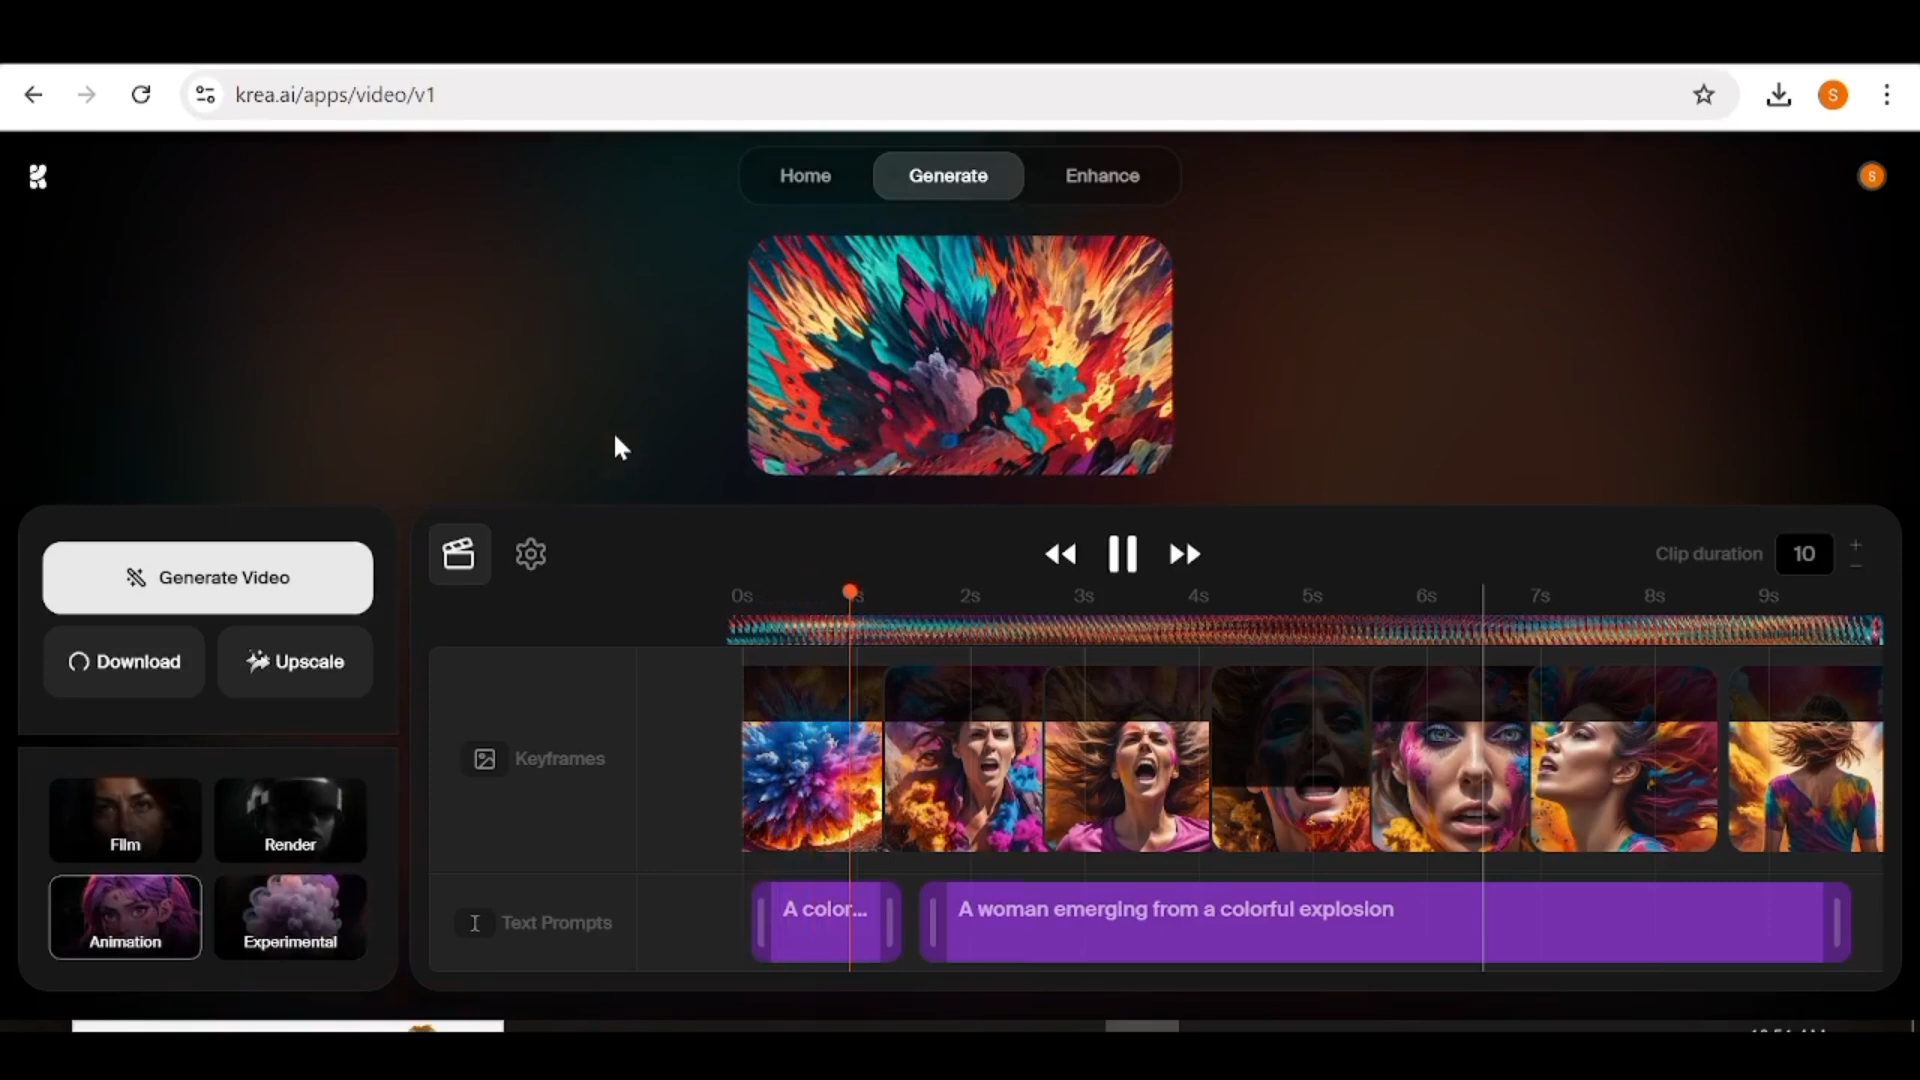 krea.ai/apps/video/v1
S
Home
Generate
Enhance
S
Generate Video
Download
Upscale
Film
Render
Animation
Experimental
Clip duration
10
0s
2s
3s
4s
5s
6s
7s
8s
9s
Keyframes
Text Prompts
A color...
A woman emerging from a colorful explosion